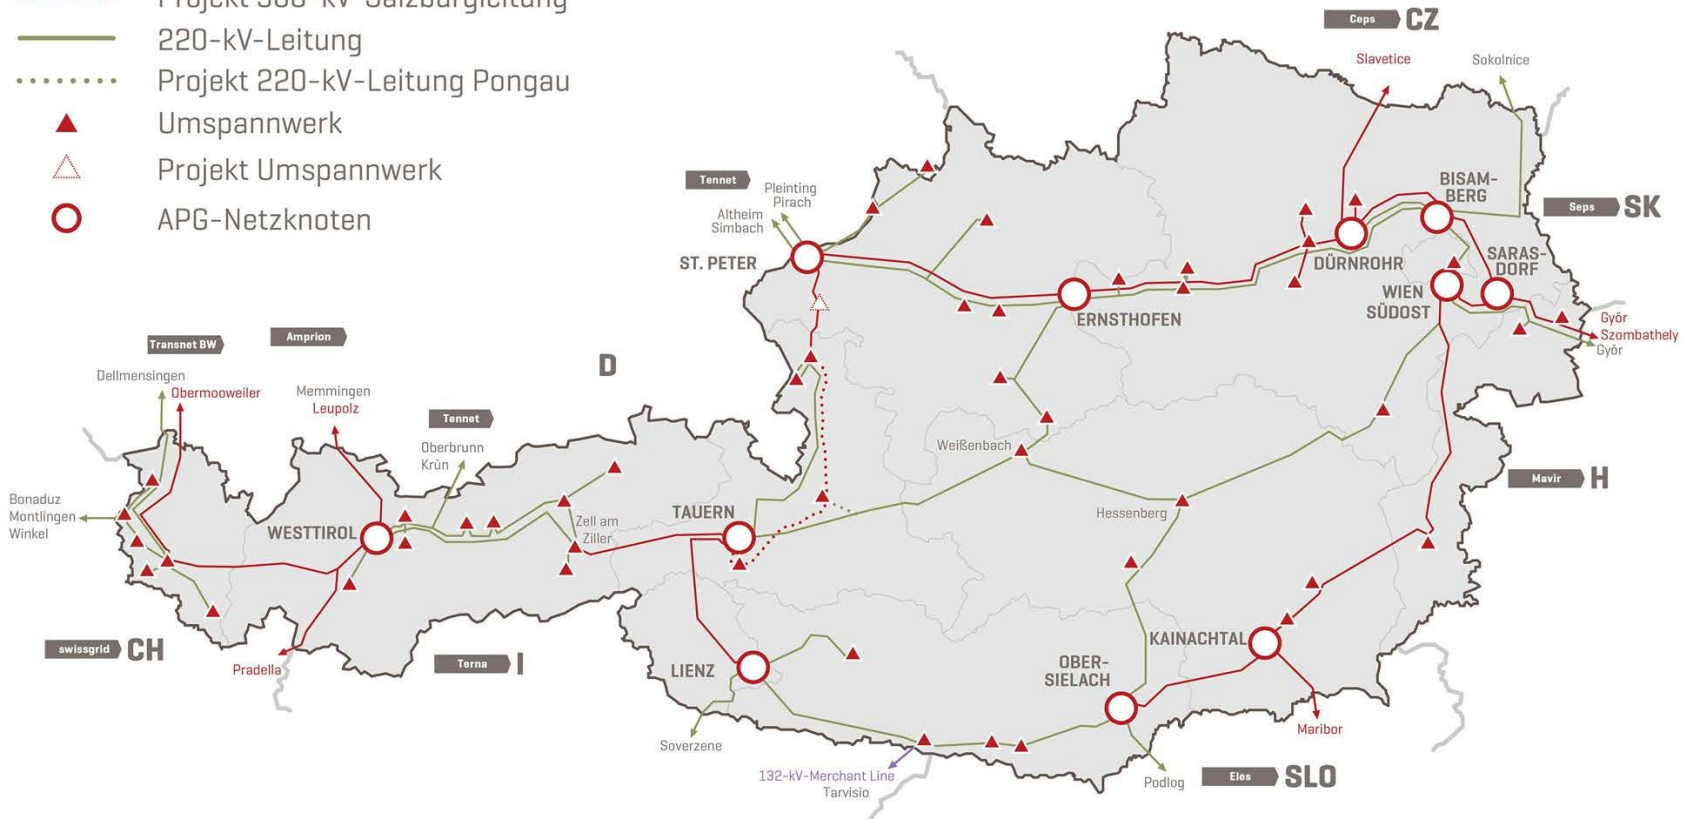 Projekt 380-kV-Salzburgleitung
220-kV-Leitung
Projekt 220-kV-Leitung Pongau
Umspannwerk
Projekt Umspannwerk
APG-Netzknoten
Ceps CZ
Slavetice
Sokolnice
Tennet
Pleinting
Pirach
Altheim
Simbach
ST. PETER
BISAM-
BERG
Seps SK
DÜRNROHR
SARAS-
DORF
WIEN
SÜDOST
ERNSTHOFEN
Györ
Szombathely
Györ
Transnet BW
Amprion
D
Dellmensingen
Obermooweiler
Memmingen
Leupolz
Tennet
Oberbrunn
Krün
Weißenbach
Mavir H
Bonaduz
Montlingen
Winkel
WESTTIROL
Zell am
Ziller
TAUERN
Hessenberg
swissgrid CH
Pradella
Terna I
LIENZ
KAINACHTAL
OBER-
SIELACH
Soverzene
Maribor
132-kV-Merchant Line
Tarvisio
Podlog
Eles SLO